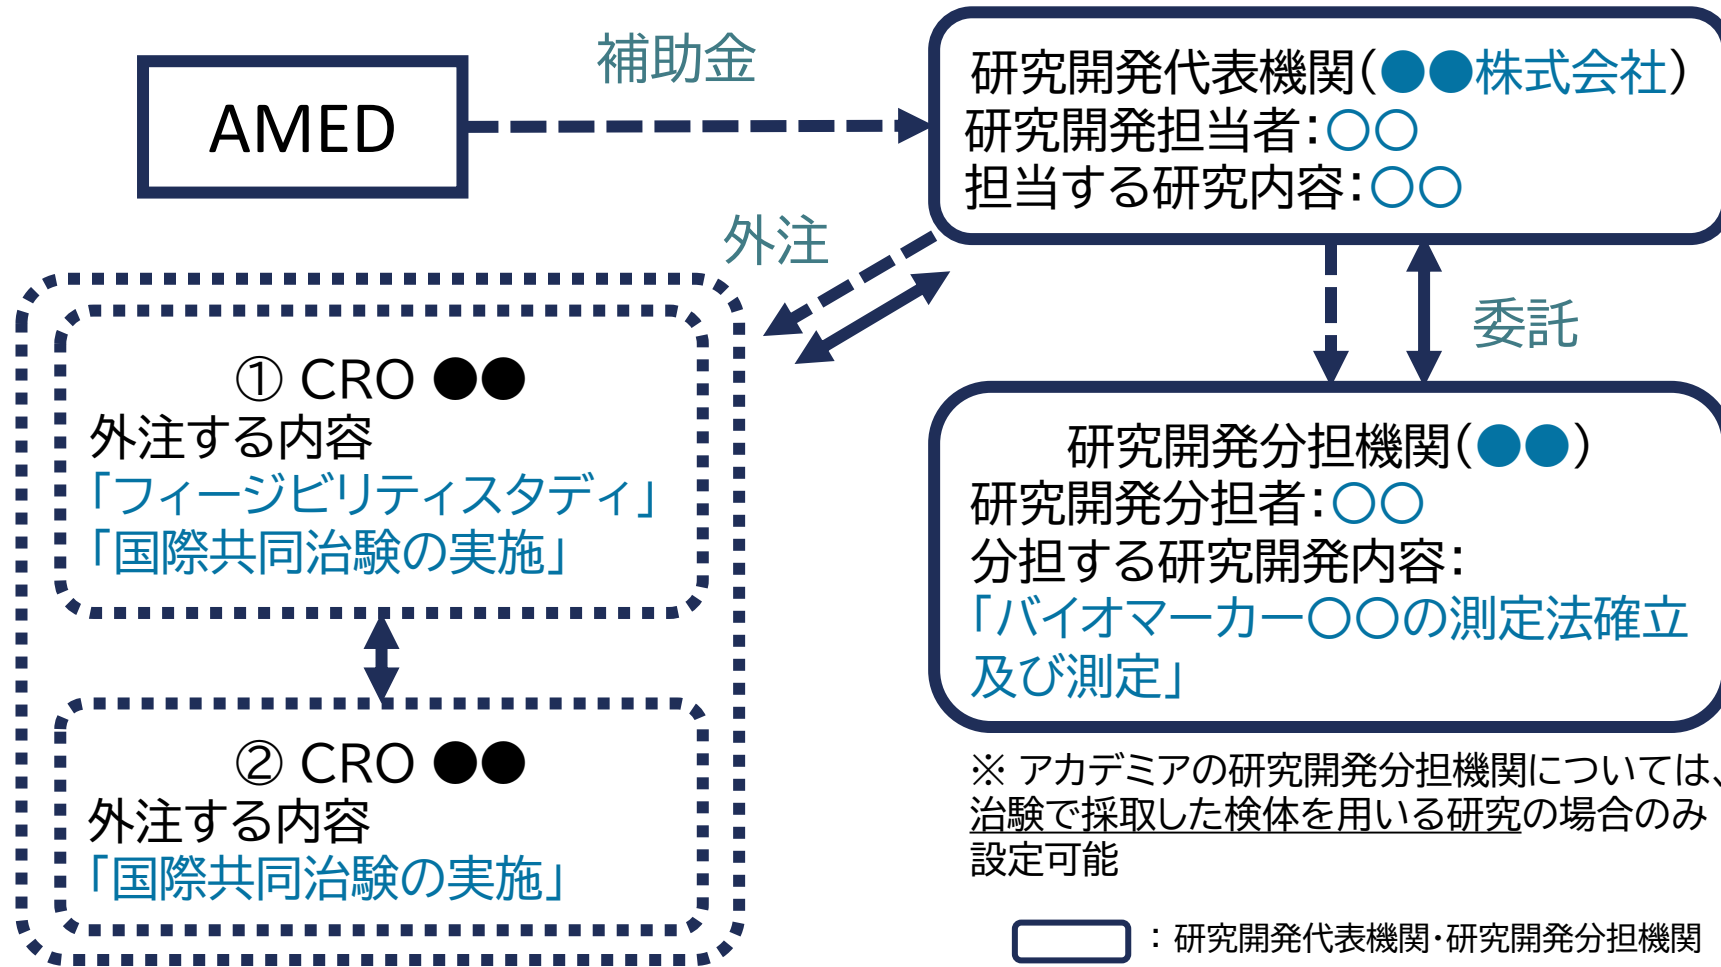 補助金
AMED
研究開発代表機関(●●株式会社)
研究開発担当者:〇〇
担当する研究内容:〇〇
外注
委託
① CRO ●●
外注する内容
「フィージビリティスタディ」
「国際共同治験の実施」
② CRO ●●
外注する内容
「国際共同治験の実施」
研究開発分担機関(●●)
研究開発分担者:〇〇
分担する研究開発内容:
「バイオマーカー〇〇の測定法確立
及び測定」
※ アカデミアの研究開発分担機関については、
治験で採取した検体を用いる研究の場合のみ
設定可能
:研究開発代表機関・研究開発分担機関